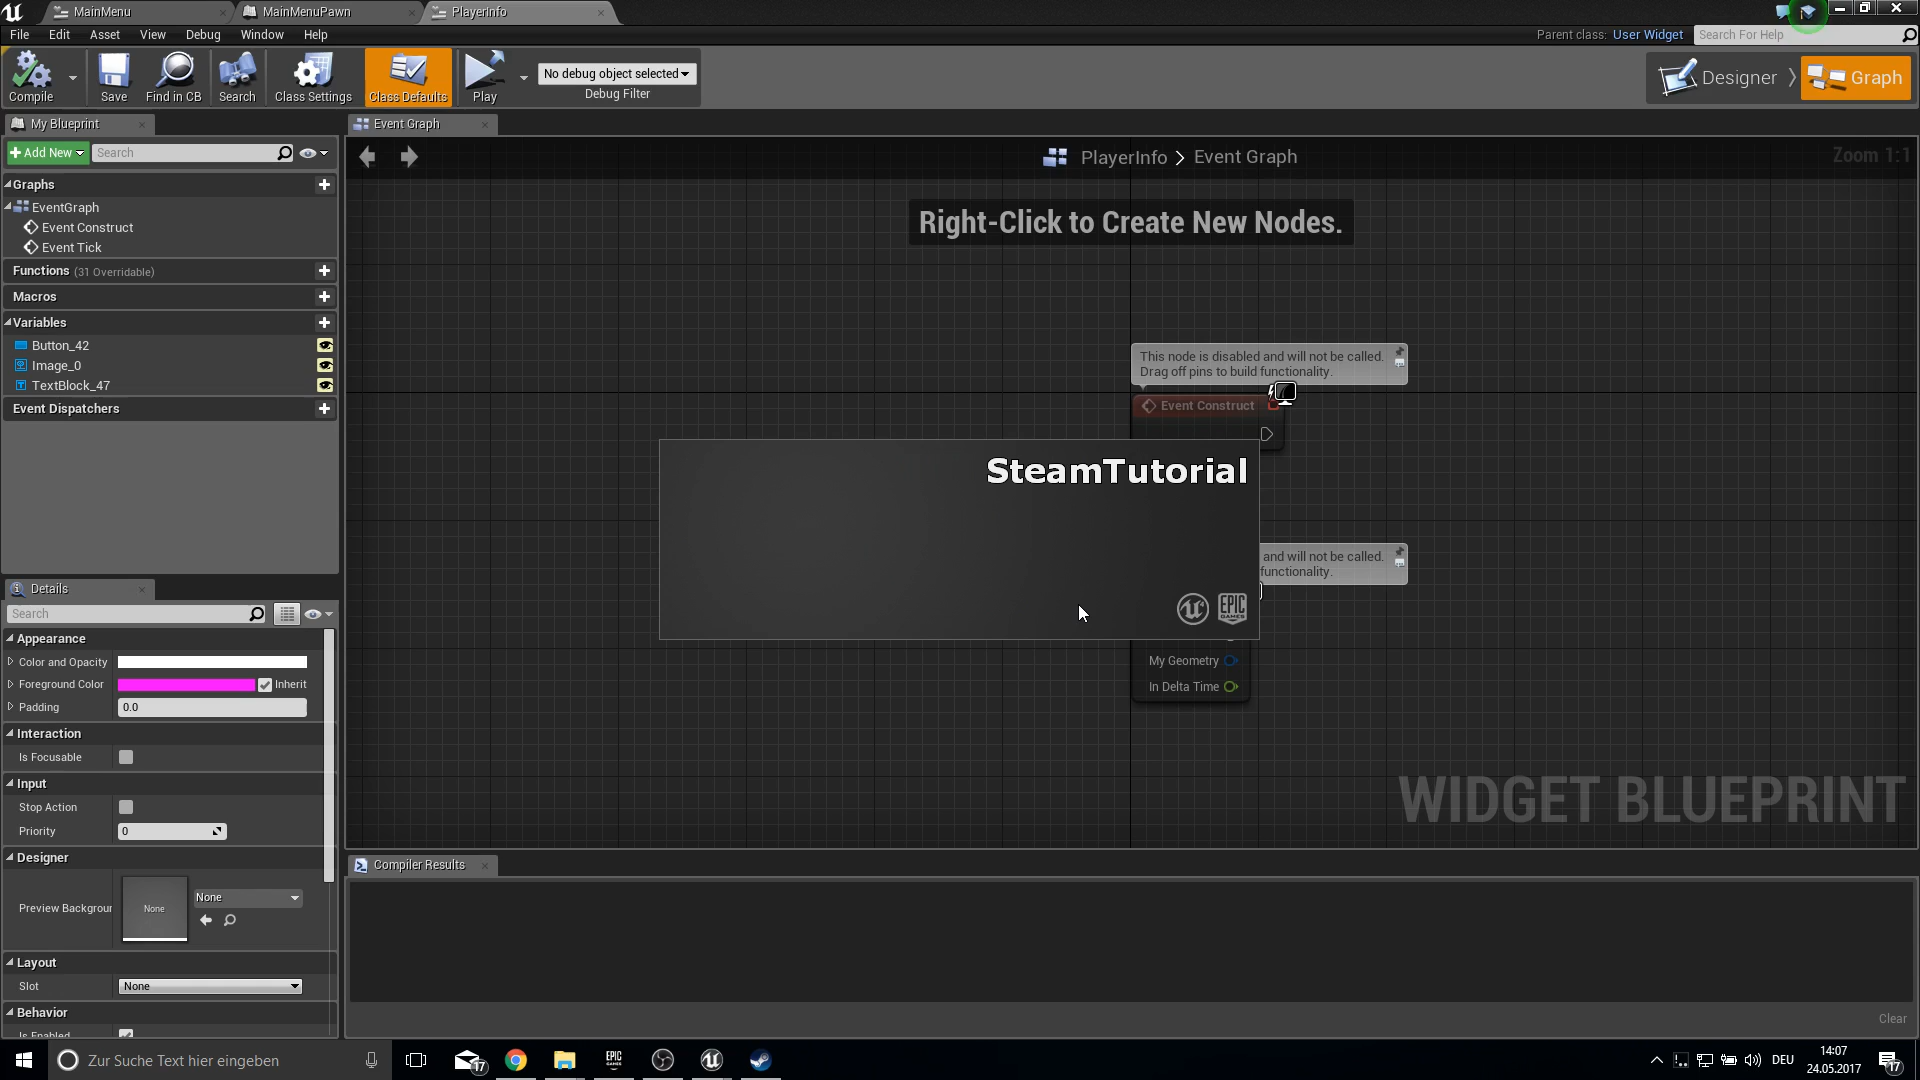 MainMenu
MainMenuPawn
PlayerInfo
File Edit Asset View Debug Window Help
Parent class: User Widget
Search For Help
Compile
Save
Find in CB
Search
Class Settings
Class Defaults
Play
No debug object selected
Debug Filter
Designer
Graph
My Blueprint
Event Graph
Add New
Search
PlayerInfo > Event Graph
Zoom 1:1
Graphs
EventGraph
Event Construct
Event Tick
Functions (31 Overridable)
Macros
Variables
Button_42
Image_0
TextBlock_47
Event Dispatchers
Right-Click to Create New Nodes.
This node is disabled and will not be called.
Drag off pins to build functionality.
Event Construct
SteamTutorial
EPIC
GAMES
and will not be called.
functionality.
My Geometry
In Delta Time
WIDGET BLUEPRINT
Details
Search
Appearance
Color and Opacity
Foreground Color
Inherit
Padding
0.0
Interaction
Is Focusable
Input
Stop Action
Priority
0
Designer
Preview Backgroun
None
None
Layout
Slot
None
Behavior
Is Enabled
Compiler Results
Clear
Zur Suche Text hier eingeben
17
EPIC
GAMES
DEU
14:07
24.05.2017
17